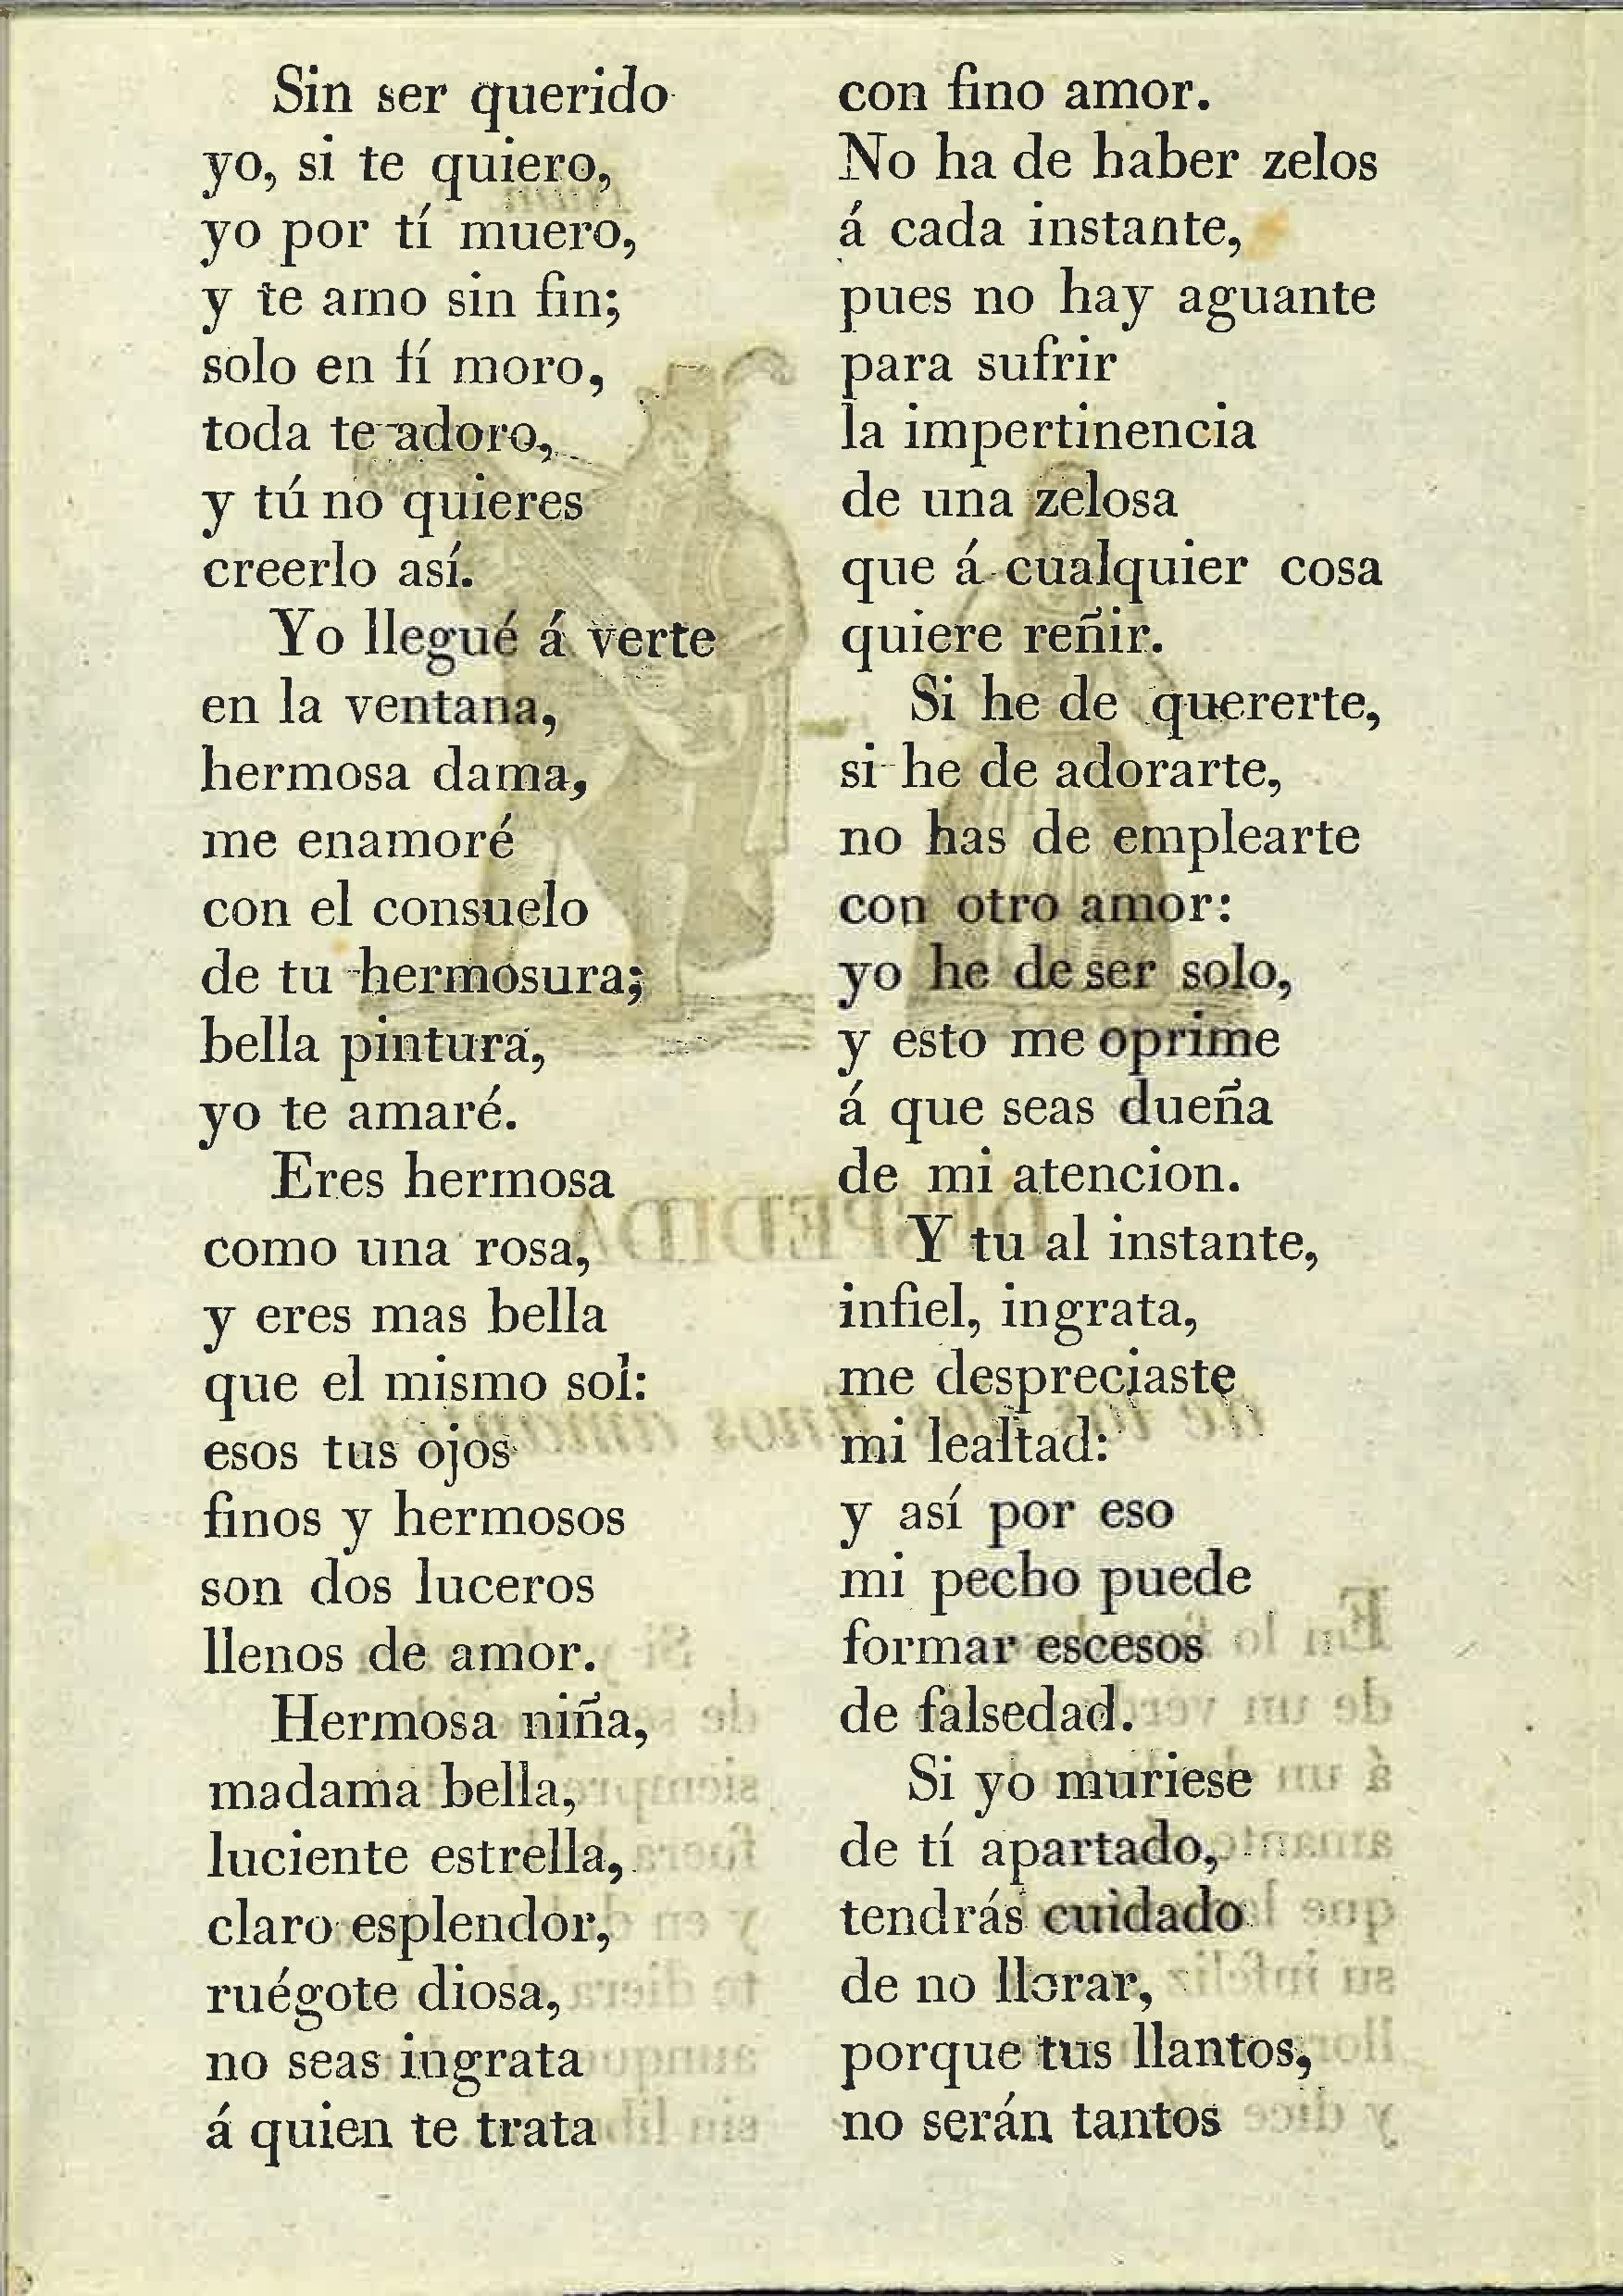 Sin ser querido
yo, si te quiero,
yo por tí muero,
y te amo sin fin;
solo en tí moro,
toda te adoro,
y tú no quieres
creerlo así.
Yo llegué á verte
en la ventana,
hermosa dama,
me enamoré
con el consuelo
de tu hermosura;
bella pintura,
yo te amaré.
Eres hermosa
como una rosa,
y eres mas bella
que el mismo sol:
esos tus ojos
finos y hermosos
son dos luceros
llenos de amor.
Hermosa niña,
madama bella,
luciente estrella,
claro esplendor,
ruégote diosa,
no seas ingrata
á quien te trata
con fino amor.
No ha de haber zelos
á cada instante,
pues no hay aguante
para sufrir
la impertinencia
de una zelosa
que á cualquier cosa
quiere reñir.
Si he de quererte,
si he de adorarte,
no has de emplearte
con otro amor:
yo he de ser solo,
y esto me oprime
á que seas dueña
de mi atencion.
Y tu al instante,
infiel, ingrata,
me despreciaste
mi lealtad:
y así por eso
mi pecho puede
formar escesos
de falsedad.
Si yo muriese
de tí apartado,
tendrás cuidado
de no llorar,
porque tus llantos,
no serán tantos